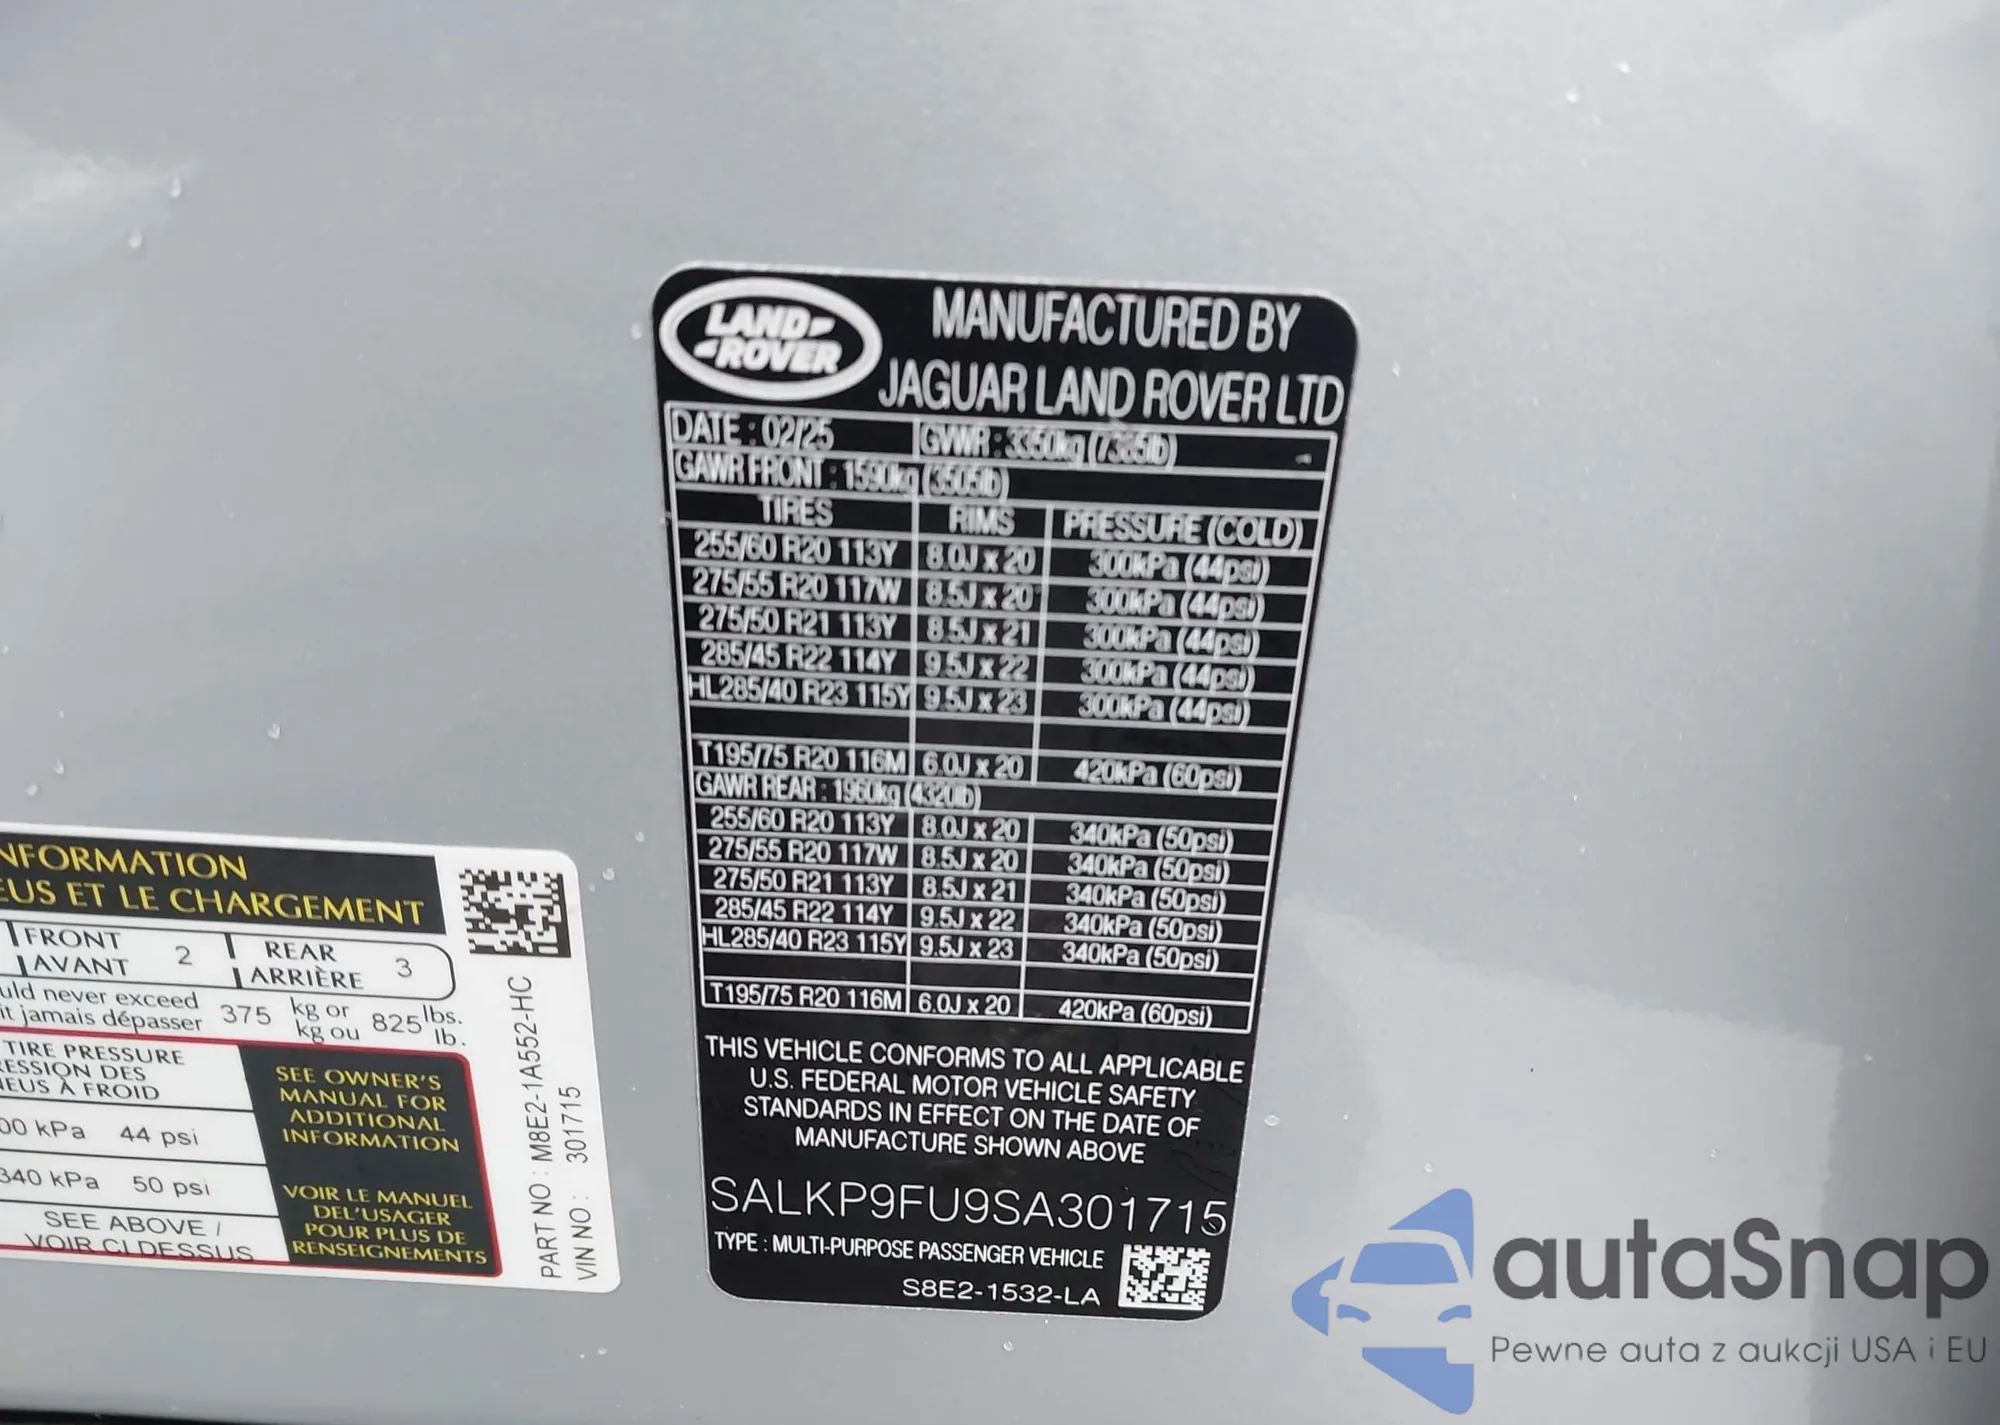 LAND ROVER
MANUFACTURED BY
JAGUAR LAND ROVER LTD
DATE : 02/25 GVWR : 3350kg (7385lb)
GAWR FRONT : 1590kg (3505lb)
TIRES RIMS PRESSURE (COLD)
255/60 R20 113Y 8.0J x 20 300kPa (44psi)
275/55 R20 117W 8.5J x 20 300kPa (44psi)
275/50 R21 113Y 8.5J x 21 300kPa (44psi)
285/45 R22 114Y 9.5J x 22 300kPa (44psi)
HL285/40 R23 115Y 9.5J x 23 300kPa (44psi)
T195/75 R20 116M 6.0J x 20 420kPa (60psi)
GAWR REAR : 1960kg (4320lb)
255/60 R20 113Y 8.0J x 20 340kPa (50psi)
275/55 R20 117W 8.5J x 20 340kPa (50psi)
275/50 R21 113Y 8.5J x 21 340kPa (50psi)
285/45 R22 114Y 9.5J x 22 340kPa (50psi)
HL285/40 R23 115Y 9.5J x 23 340kPa (50psi)
T195/75 R20 116M 6.0J x 20 420kPa (60psi)
THIS VEHICLE CONFORMS TO ALL APPLICABLE
U.S. FEDERAL MOTOR VEHICLE SAFETY
STANDARDS IN EFFECT ON THE DATE OF
MANUFACTURE SHOWN ABOVE
SALKP9FU9SA301715
TYPE : MULTI-PURPOSE PASSENGER VEHICLE
S8E2-1532-LA
NFORMATION
EUS ET LE CHARGEMENT
FRONT 2 REAR 3
AVANT ARRIÈRE
uld never exceed 375 kg or 825 lbs.
it jamais dépasser kg ou lb.
TIRE PRESSURE
ESSION DES
NEUS À FROID
00 kPa 44 psi
340 kPa 50 psi
SEE ABOVE /
VOIR CI DESSUS
SEE OWNER'S
MANUAL FOR
ADDITIONAL
INFORMATION
VOIR LE MANUEL
DEL'USAGER
POUR PLUS DE
RENSEIGNEMENTS
PART NO : M8E2-1A552-HC
VIN NO : 301715
autaSnap
Pewne auta z aukcji USA i EU